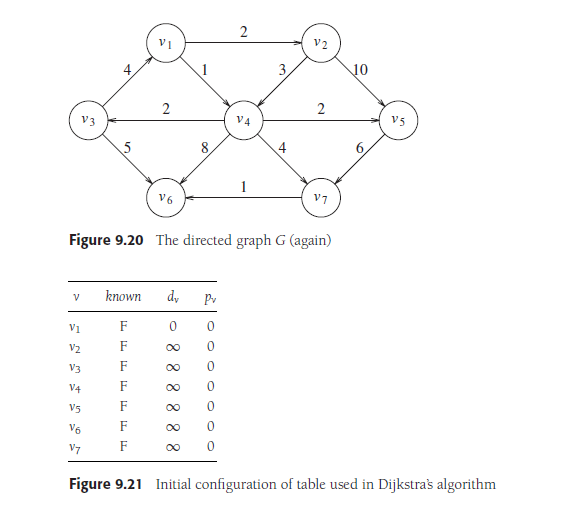 2
v1
v2
4
1
3
10
2
2
v3
v4
v5
5
8
4
6
1
v6
v7
Figure 9.20 The directed graph G (again)
v known dv pv
v1 F 0 0
v2 F ∞ 0
v3 F ∞ 0
v4 F ∞ 0
v5 F ∞ 0
v6 F ∞ 0
v7 F ∞ 0
Figure 9.21 Initial configuration of table used in Dijkstra's algorithm